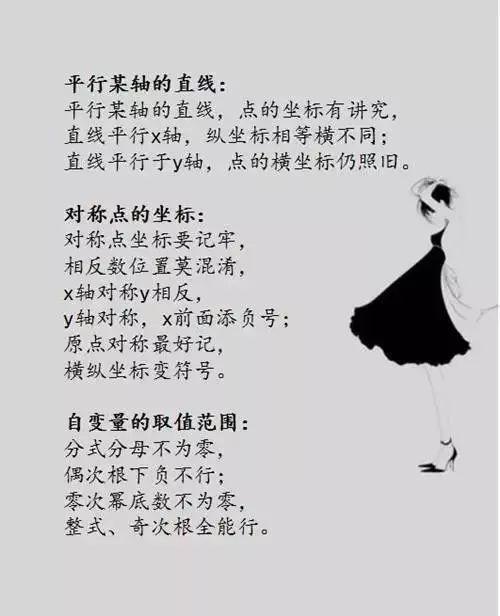 平行某轴的直线：
平行某轴的直线，点的坐标有讲究，
直线平行x轴，纵坐标相等横不同；
直线平行于y轴，点的横坐标仍照旧。
对称点的坐标：
对称点坐标要记牢，
相反数位置莫混淆，
x轴对称y相反，
y轴对称，x前面添负号；
原点对称最好记，
横纵坐标变符号。
自变量的取值范围：
分式分母不为零，
偶次根下负不行；
零次幂底数不为零，
整式、奇次根全能行。